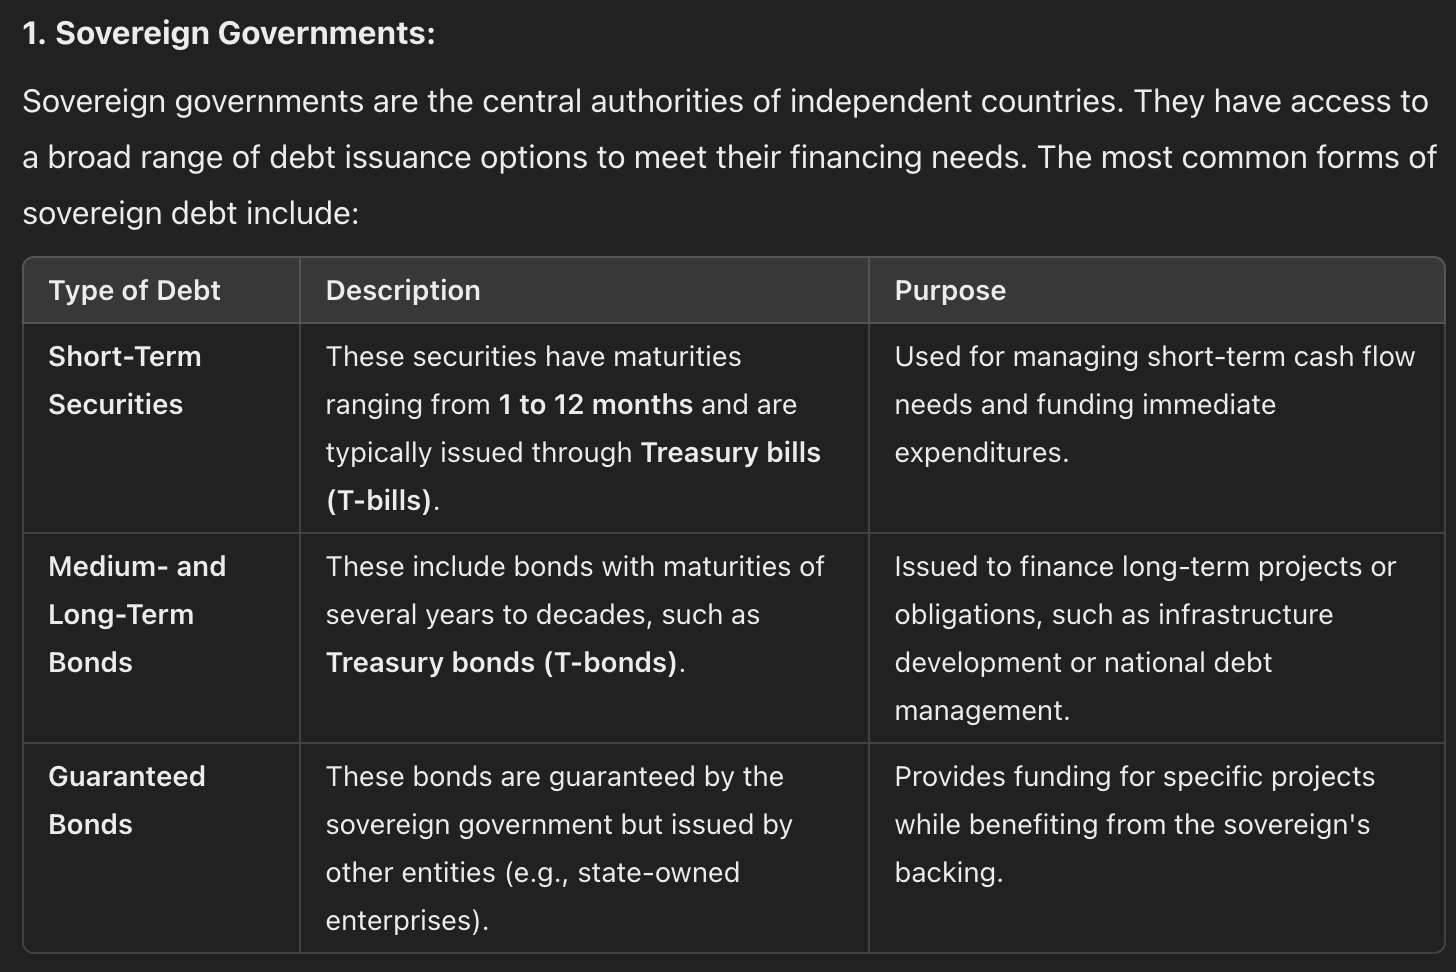 1. Sovereign Governments:
Sovereign governments are the central authorities of independent countries. They have access to
a broad range of debt issuance options to meet their financing needs. The most common forms of
sovereign debt include:
Type of Debt
Description
Purpose
Short-Term
Securities
These securities have maturities
ranging from 1 to 12 months and are
typically issued through Treasury bills
(T-bills).
Used for managing short-term cash flow
needs and funding immediate
expenditures.
Medium- and
Long-Term
Bonds
These include bonds with maturities of
several years to decades, such as
Treasury bonds (T-bonds).
Issued to finance long-term projects or
obligations, such as infrastructure
development or national debt
management.
Guaranteed
Bonds
These bonds are guaranteed by the
sovereign government but issued by
other entities (e.g., state-owned
enterprises).
Provides funding for specific projects
while benefiting from the sovereign's
backing.